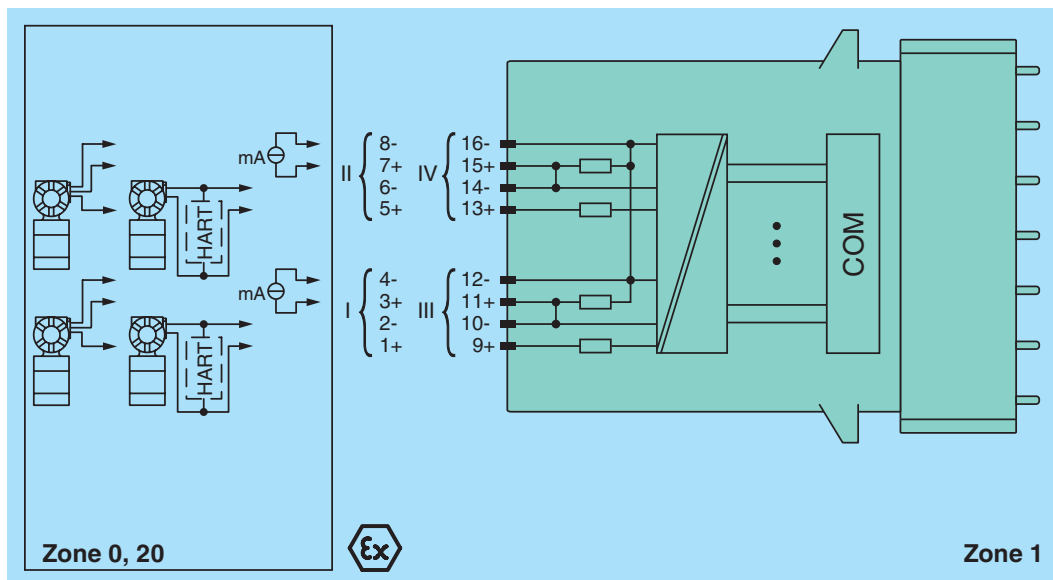 mA
II
8-
7+
6-
5+
IV
16-
15+
14-
13+
HART
mA
I
4-
3+
2-
1+
III
12-
11+
10-
9+
HART
COM
Zone 0, 20
Ex
Zone 1